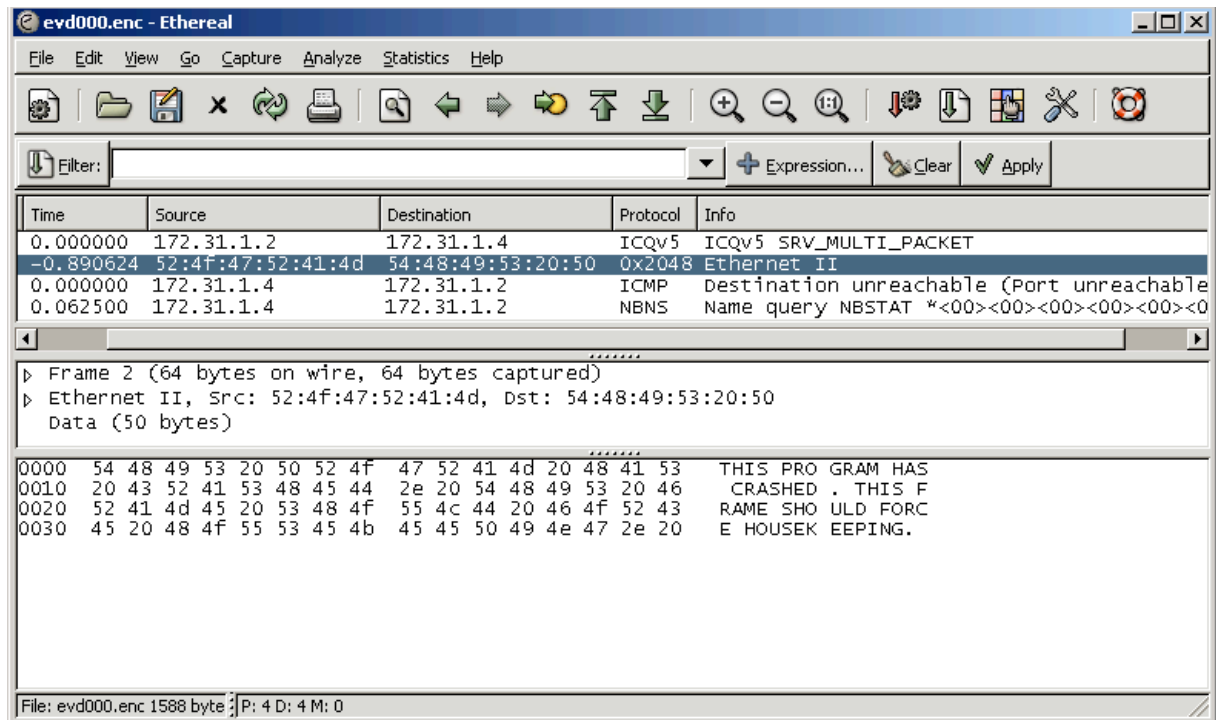 evd000.enc - Ethereal
File Edit View Go Capture Analyze Statistics Help
Filter: Expression... Clear Apply
Time Source Destination Protocol Info
0.000000 172.31.1.2 172.31.1.4 ICQv5 ICQv5 SRV_MULTI_PACKET
-0.890624 52:4f:47:52:41:4d 54:48:49:53:20:50 0x2048 Ethernet II
0.000000 172.31.1.4 172.31.1.2 ICMP Destination unreachable (Port unreachable
0.062500 172.31.1.4 172.31.1.2 NBNS Name query NBSTAT *<00><00><00><00><00><0
Frame 2 (64 bytes on wire, 64 bytes captured)
Ethernet II, Src: 52:4f:47:52:41:4d, Dst: 54:48:49:53:20:50
Data (50 bytes)
0000 54 48 49 53 20 50 52 4f 47 52 41 4d 20 48 41 53 THIS PRO GRAM HAS
0010 20 43 52 41 53 48 45 44 2e 20 54 48 49 53 20 46 CRASHED . THIS F
0020 52 41 4d 45 20 53 48 4f 55 4c 44 20 46 4f 52 43 RAME SHO ULD FORC
0030 45 20 48 4f 55 53 45 4b 45 45 50 49 4e 47 2e 20 E HOUSEK EEPING.
File: evd000.enc 1588 byte P: 4 D: 4 M: 0